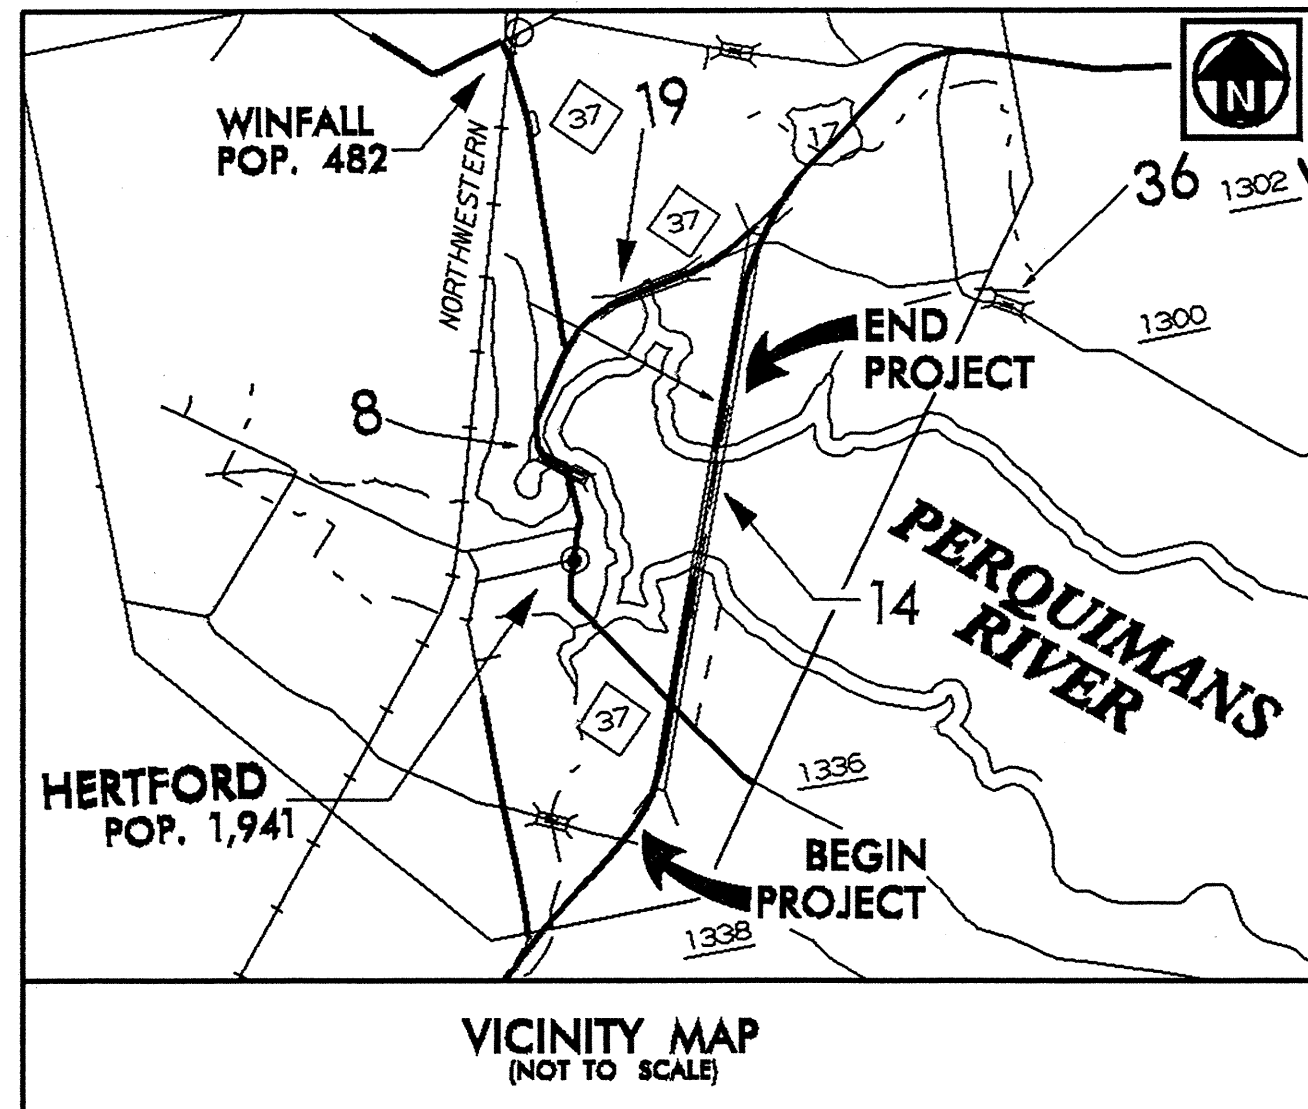 N
WINFALL
POP. 482
37
19
17
NORTHWESTERN
36
1302
37
1300
END
PROJECT
8
14
PERQUIMANS
RIVER
37
1336
HERTFORD
POP. 1,941
BEGIN
PROJECT
1338
VICINITY MAP
(NOT TO SCALE)